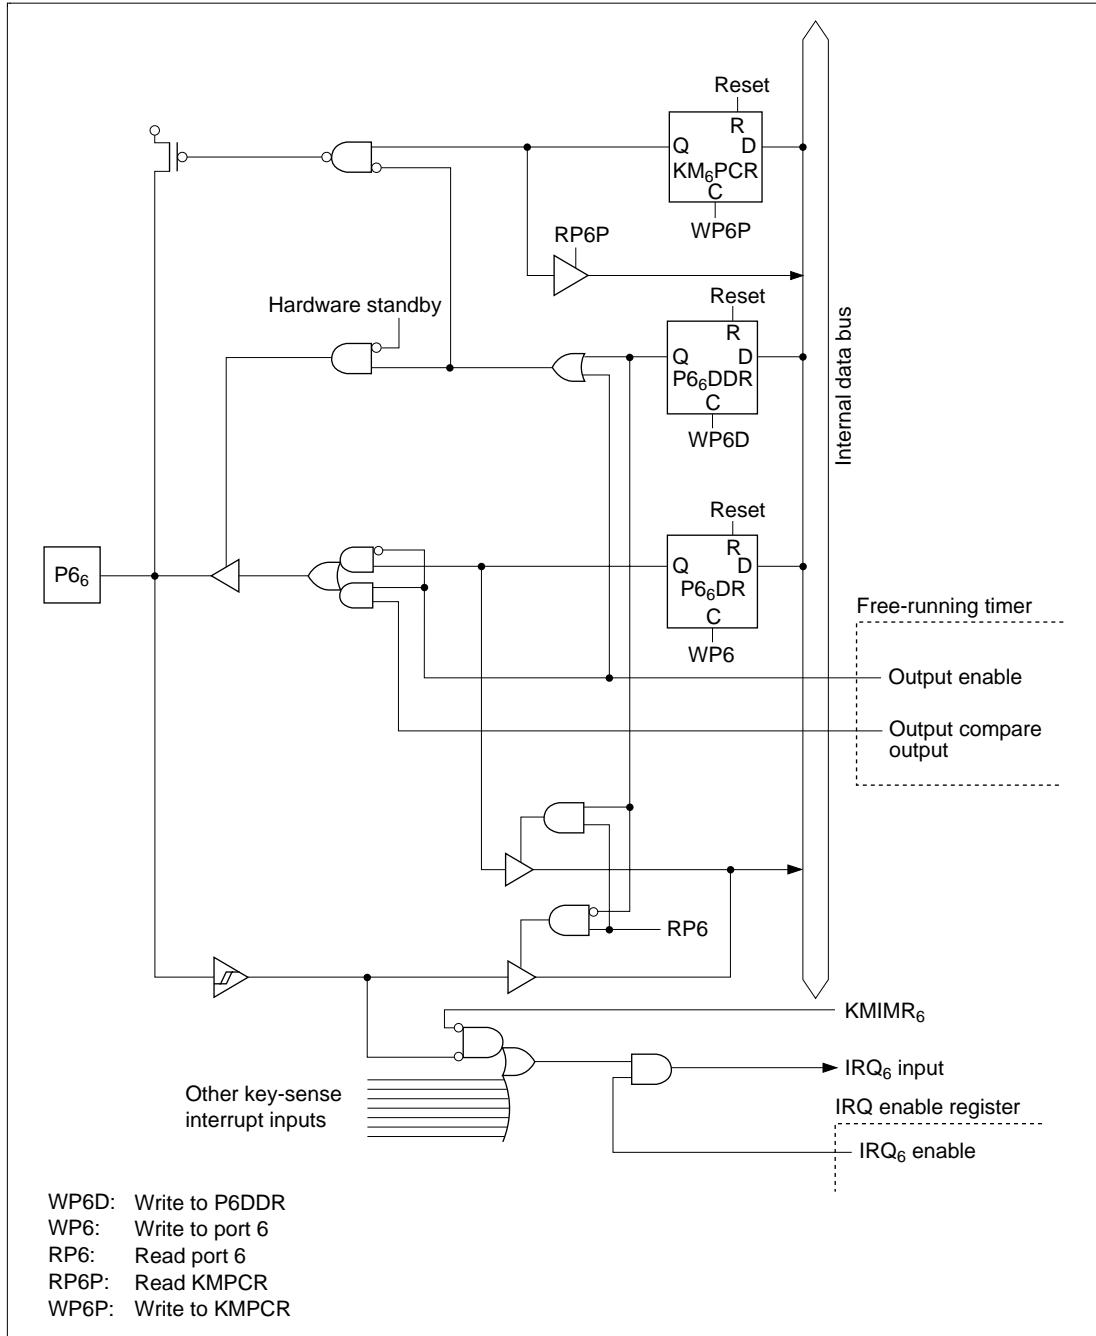 Reset
R
Q D
KM₆PCR
C
WP6P
RP6P
Hardware standby
Reset
R
Q D
P6₆DDR
C
WP6D
Internal data bus
Reset
R
Q D
P6₆DR
C
WP6
P6₆
Free-running timer
Output enable
Output compare
output
RP6
KMIMR₆
IRQ₆ input
Other key-sense
interrupt inputs
IRQ enable register
IRQ₆ enable
WP6D: Write to P6DDR
WP6: Write to port 6
RP6: Read port 6
RP6P: Read KMPCR
WP6P: Write to KMPCR